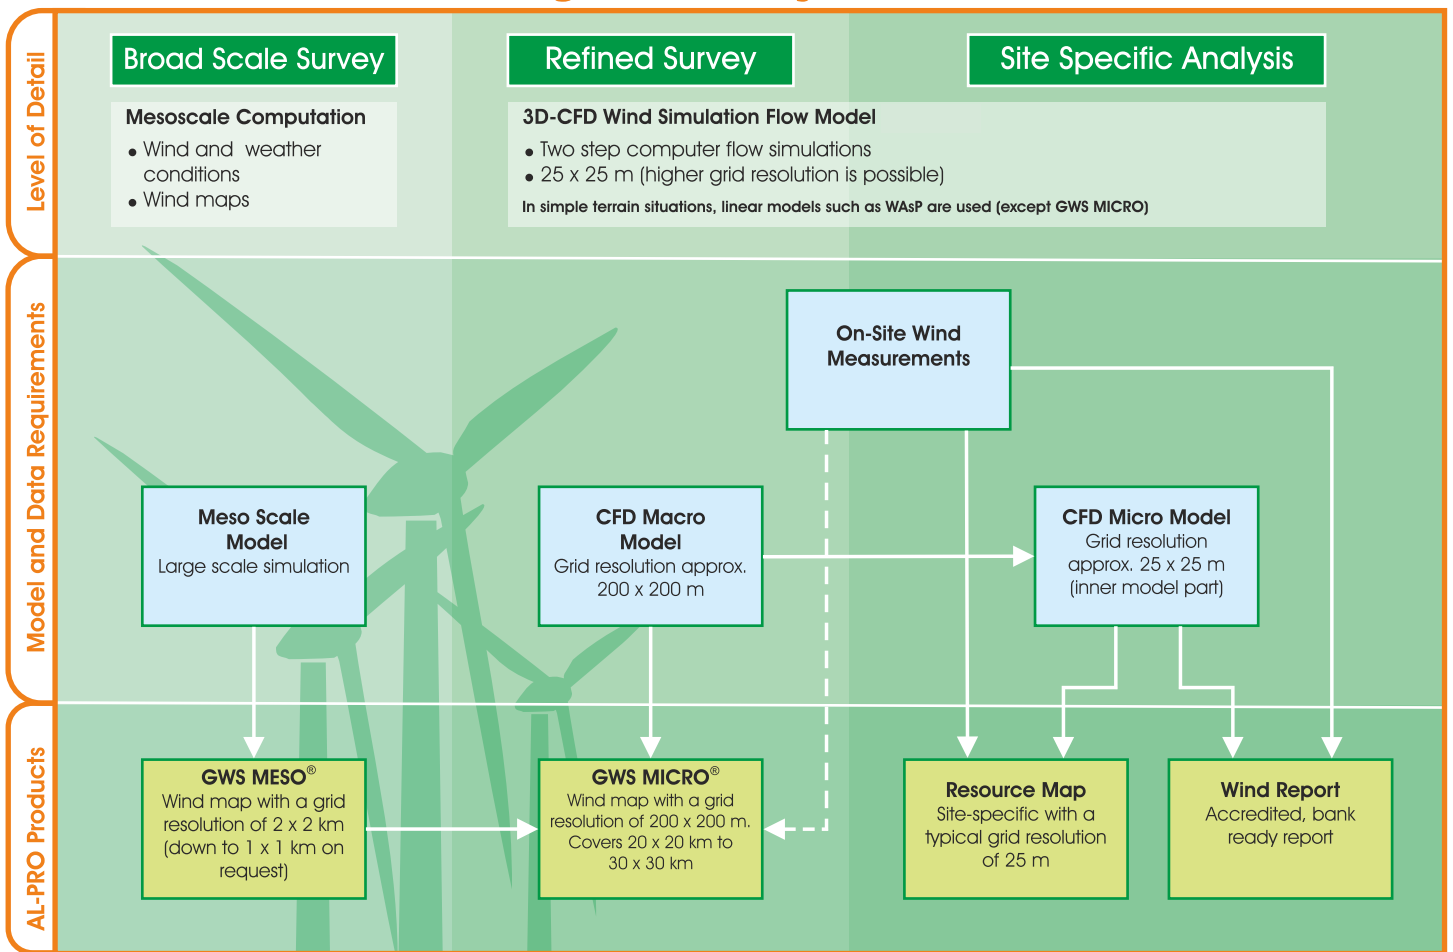 Level of Detail
Broad Scale Survey
Refined Survey
Site Specific Analysis
Mesoscale Computation
• Wind and weather
conditions
• Wind maps
3D-CFD Wind Simulation Flow Model
• Two step computer flow simulations
• 25 x 25 m (higher grid resolution is possible)
In simple terrain situations, linear models such as WAsP are used (except GWS MICRO)
Model and Data Requirements
On-Site Wind
Measurements
Meso Scale
Model
Large scale simulation
CFD Macro
Model
Grid resolution approx.
200 x 200 m
CFD Micro Model
Grid resolution
approx. 25 x 25 m
(inner model part)
AL-PRO Products
GWS MESO®
Wind map with a grid
resolution of 2 x 2 km
(down to 1 x 1 km on
request)
GWS MICRO®
Wind map with a grid
resolution of 200 x 200 m.
Covers 20 x 20 km to
30 x 30 km
Resource Map
Site-specific with a
typical grid resolution
of 25 m
Wind Report
Accredited, bank
ready report